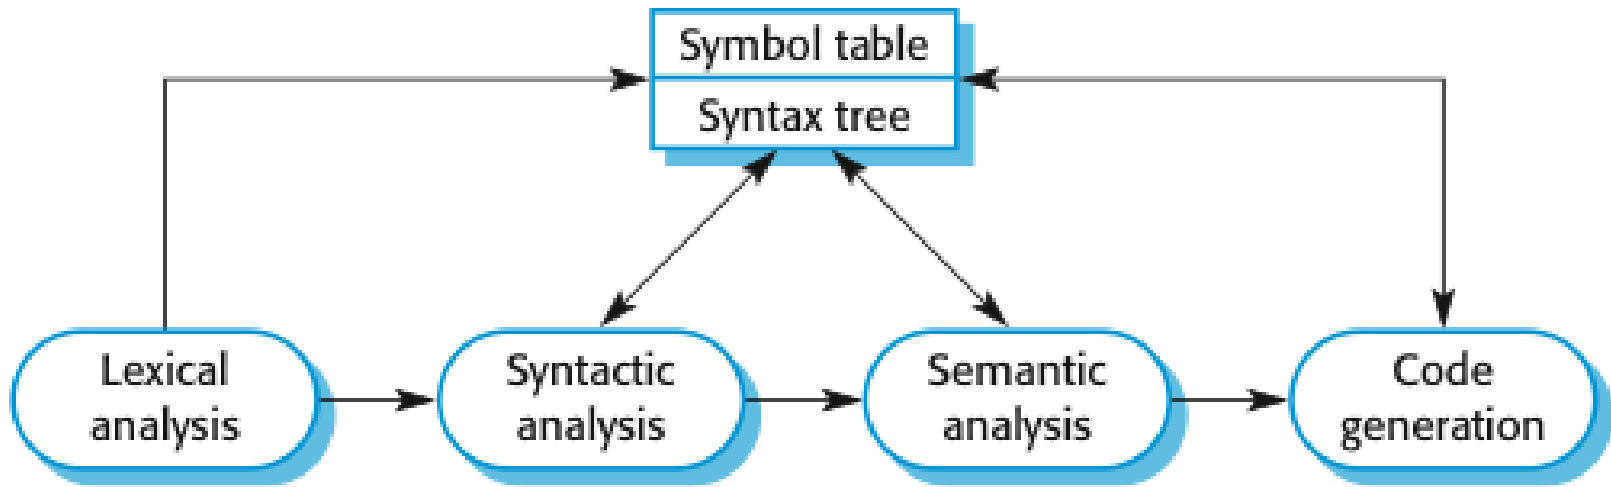 Symbol table
Syntax tree
Lexical
analysis
Syntactic
analysis
Semantic
analysis
Code
generation